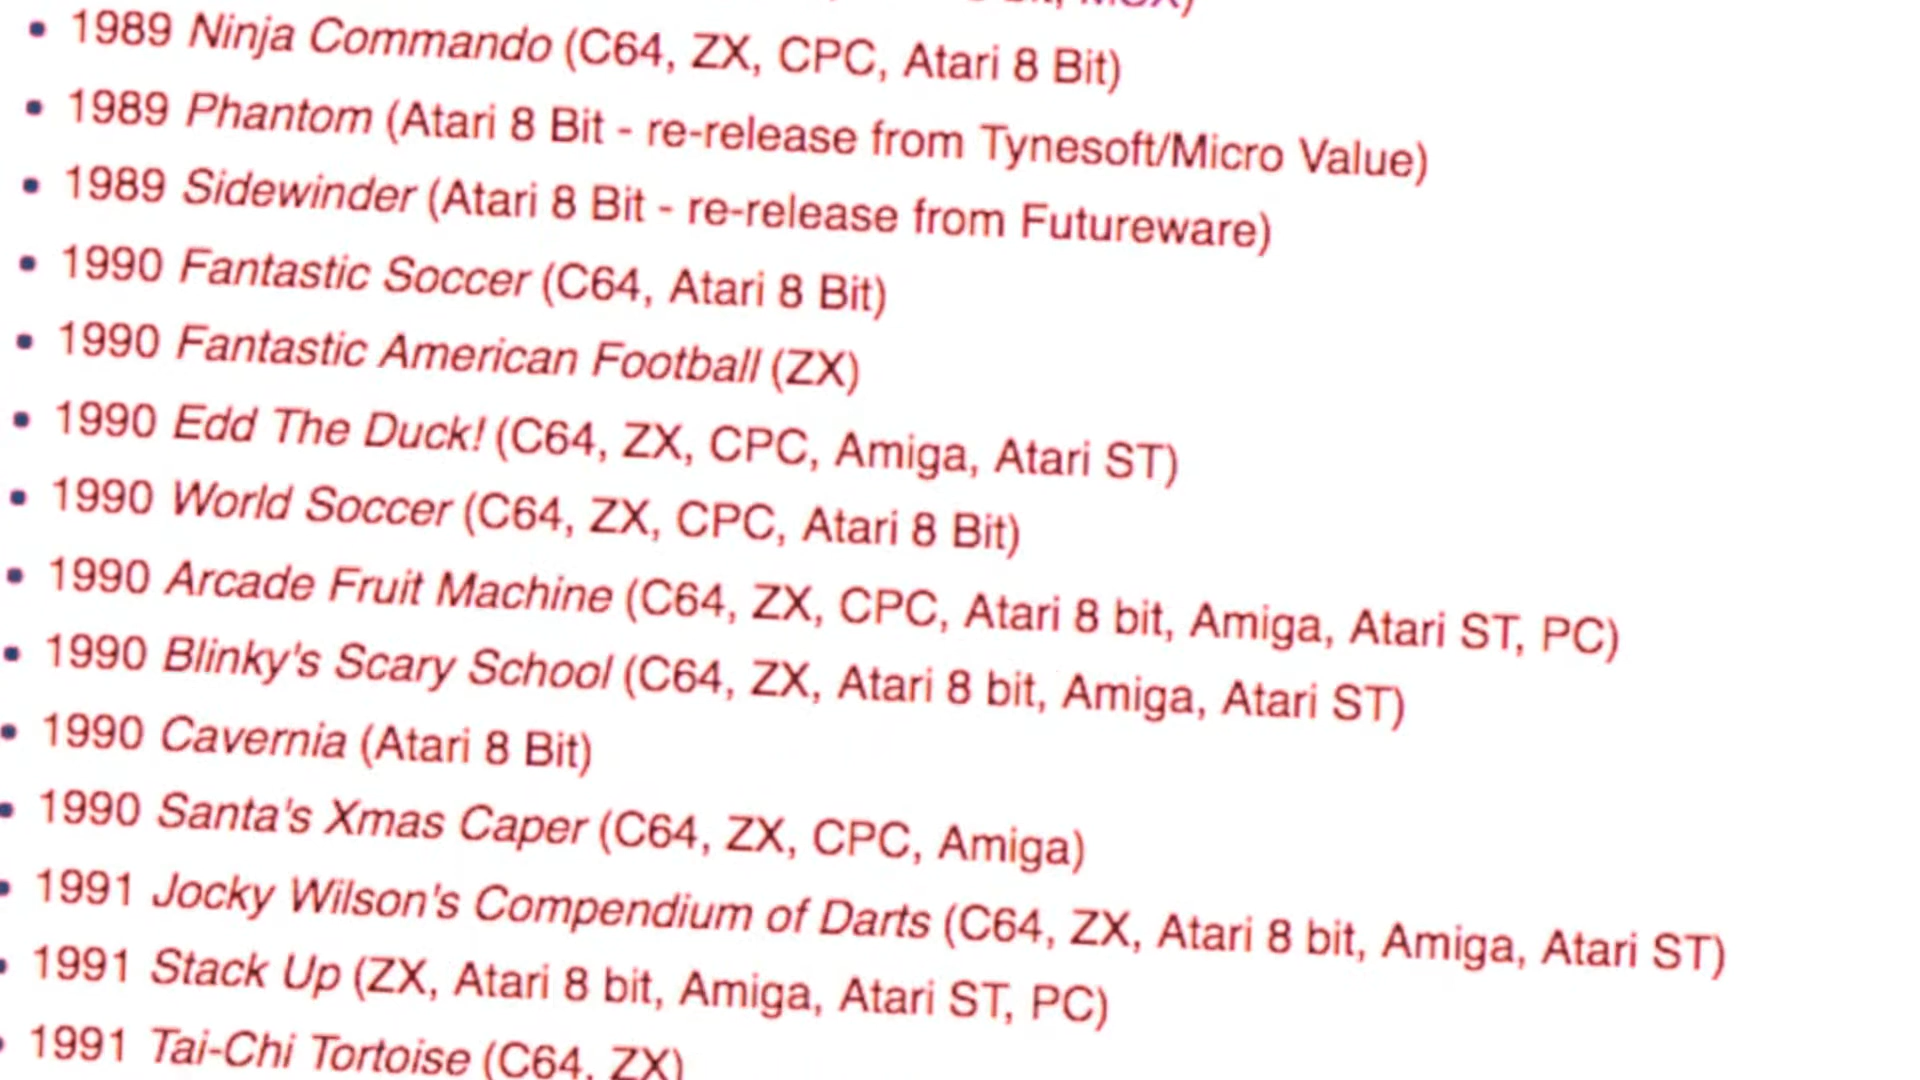 bit, MSX)
• 1989 Ninja Commando (C64, ZX, CPC, Atari 8 Bit)
• 1989 Phantom (Atari 8 Bit - re-release from Tynesoft/Micro Value)
• 1989 Sidewinder (Atari 8 Bit - re-release from Futureware)
• 1990 Fantastic Soccer (C64, Atari 8 Bit)
• 1990 Fantastic American Football (ZX)
• 1990 Edd The Duck! (C64, ZX, CPC, Amiga, Atari ST)
• 1990 World Soccer (C64, ZX, CPC, Atari 8 Bit)
• 1990 Arcade Fruit Machine (C64, ZX, CPC, Atari 8 bit, Amiga, Atari ST, PC)
• 1990 Blinky's Scary School (C64, ZX, Atari 8 bit, Amiga, Atari ST)
• 1990 Cavernia (Atari 8 Bit)
• 1990 Santa's Xmas Caper (C64, ZX, CPC, Amiga)
• 1991 Jocky Wilson's Compendium of Darts (C64, ZX, Atari 8 bit, Amiga, Atari ST)
• 1991 Stack Up (ZX, Atari 8 bit, Amiga, Atari ST, PC)
• 1991 Tai-Chi Tortoise (C64, ZX)